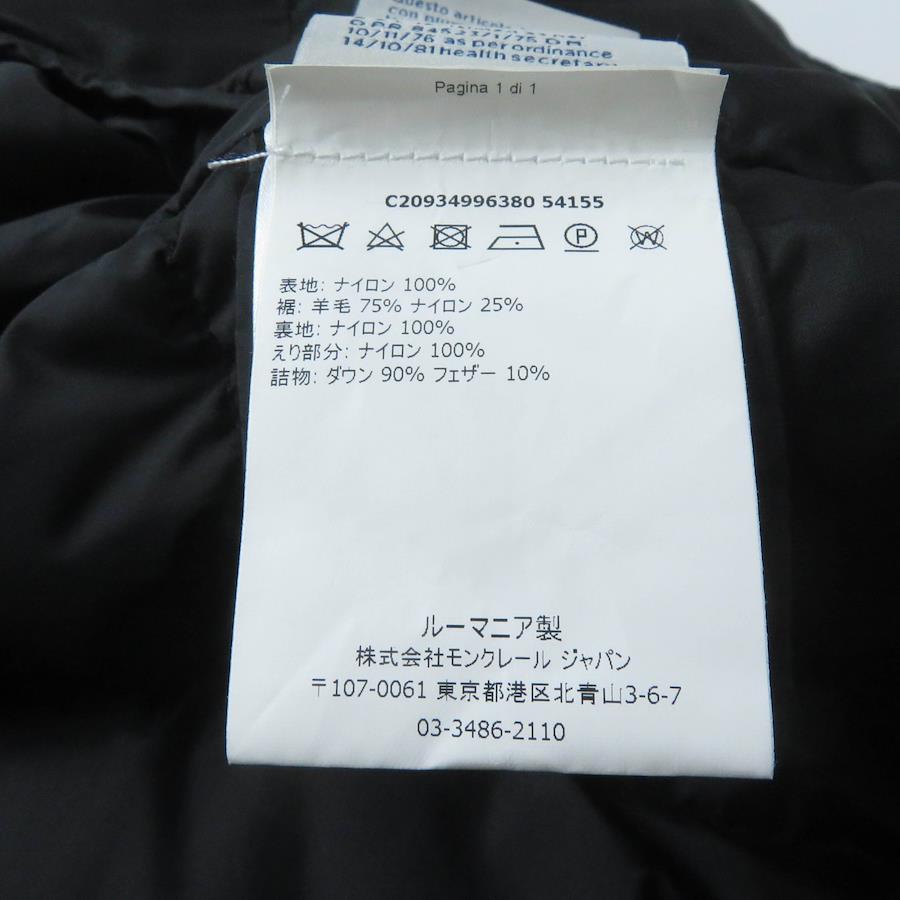 Questo articolo
O.P.R 84523/1/76 O.M
10/11/76 as per ordinance
14/10/81 Health secretary
Pagina 1 di 1
C20934996380 54155
P W
表地: ナイロン 100%
裾: 羊毛 75% ナイロン 25%
裏地: ナイロン 100%
えり部分: ナイロン 100%
詰物: ダウン 90% フェザー 10%
ルーマニア製
株式会社モンクレール ジャパン
〒107-0061 東京都港区北青山3-6-7
03-3486-2110